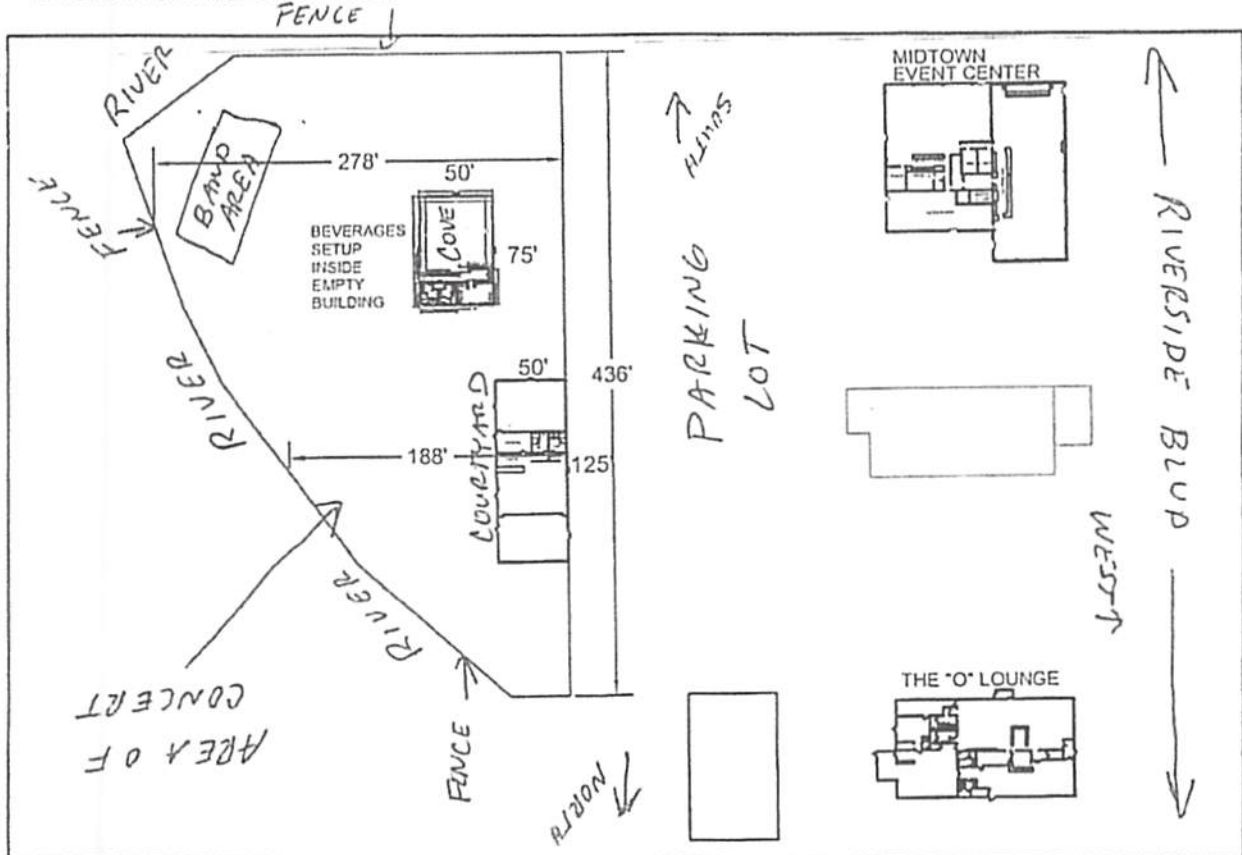 FENCE
RIVER
MIDTOWN
EVENT CENTER
SOUTH
BAND
AREA
278'
50'
FENCE
BEVERAGES
SETUP
INSIDE
EMPTY
BUILDING
COVE
75'
PARKING
LOT
RIVERSIDE BLVD
RIVER
50'
436'
188'
COURTYARD
125'
WEST
RIVER
AREA OF
CONCERT
FENCE
NORTH
THE "O" LOUNGE